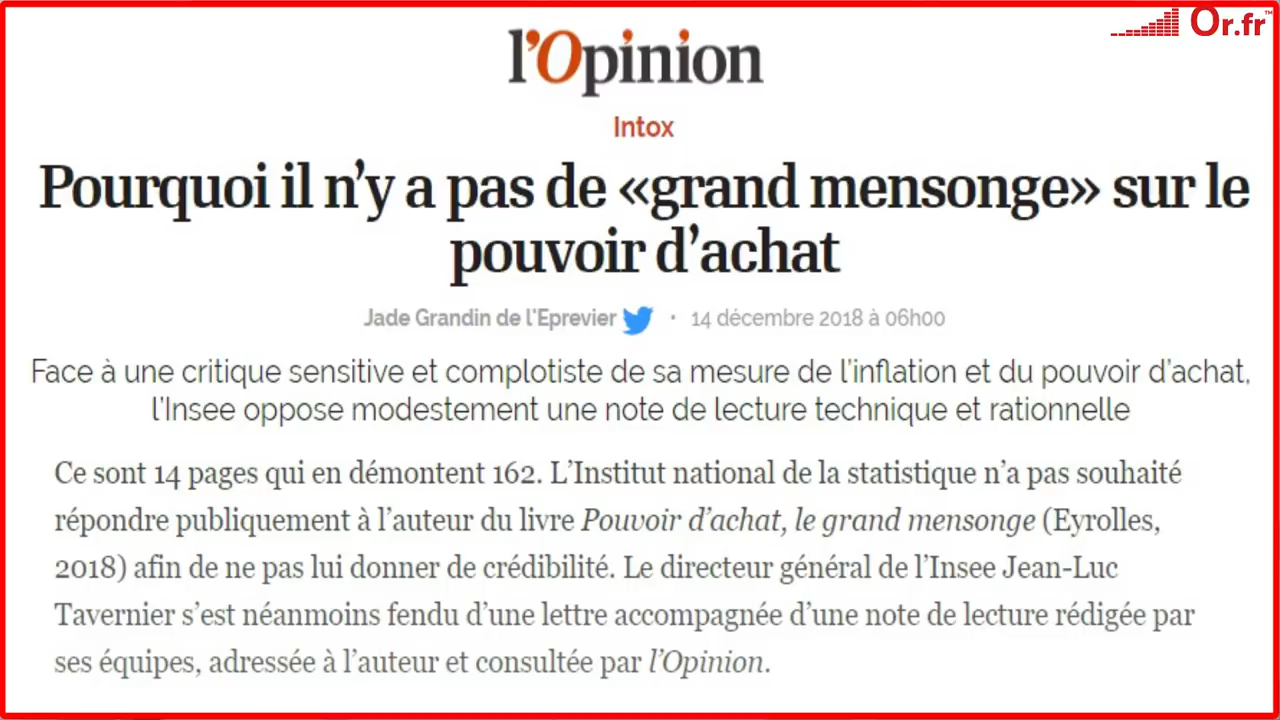 Or.fr™
l'Opinion
Intox
Pourquoi il n'y a pas de «grand mensonge» sur le
pouvoir d'achat
Jade Grandin de l'Eprevier • 14 décembre 2018 à 06h00
Face à une critique sensitive et complotiste de sa mesure de l'inflation et du pouvoir d'achat,
l'Insee oppose modestement une note de lecture technique et rationnelle
Ce sont 14 pages qui en démontent 162. L'Institut national de la statistique n'a pas souhaité
répondre publiquement à l'auteur du livre Pouvoir d'achat, le grand mensonge (Eyrolles,
2018) afin de ne pas lui donner de crédibilité. Le directeur général de l'Insee Jean-Luc
Tavernier s'est néanmoins fendu d'une lettre accompagnée d'une note de lecture rédigée par
ses équipes, adressée à l'auteur et consultée par l'Opinion.